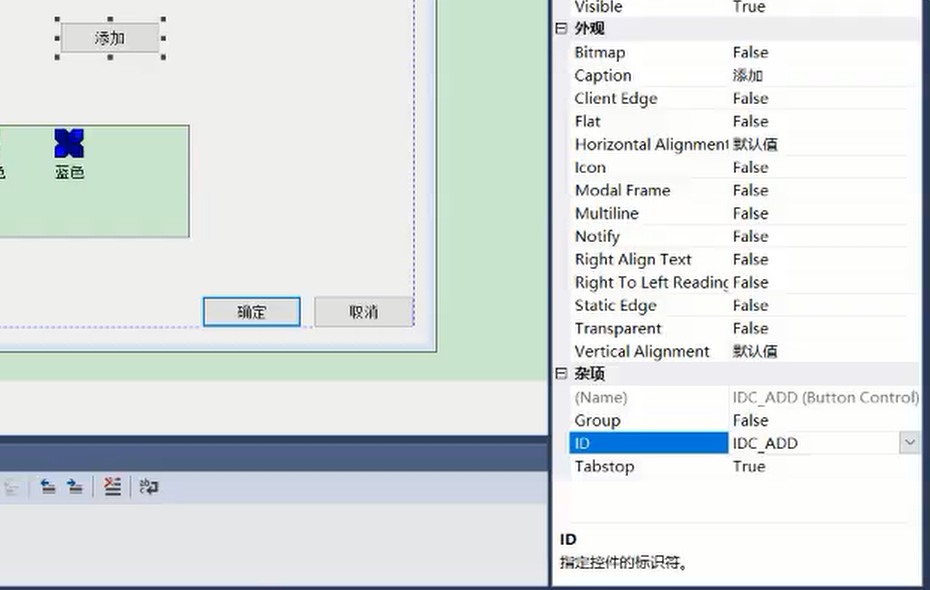 添加
色
蓝色
确定
取消
Visible True
外观
Bitmap False
Caption 添加
Client Edge False
Flat False
Horizontal Alignment 默认值
Icon False
Modal Frame False
Multiline False
Notify False
Right Align Text False
Right To Left Reading False
Static Edge False
Transparent False
Vertical Alignment 默认值
杂项
(Name) IDC_ADD (Button Control)
Group False
ID IDC_ADD
Tabstop True
ID
指定控件的标识符。